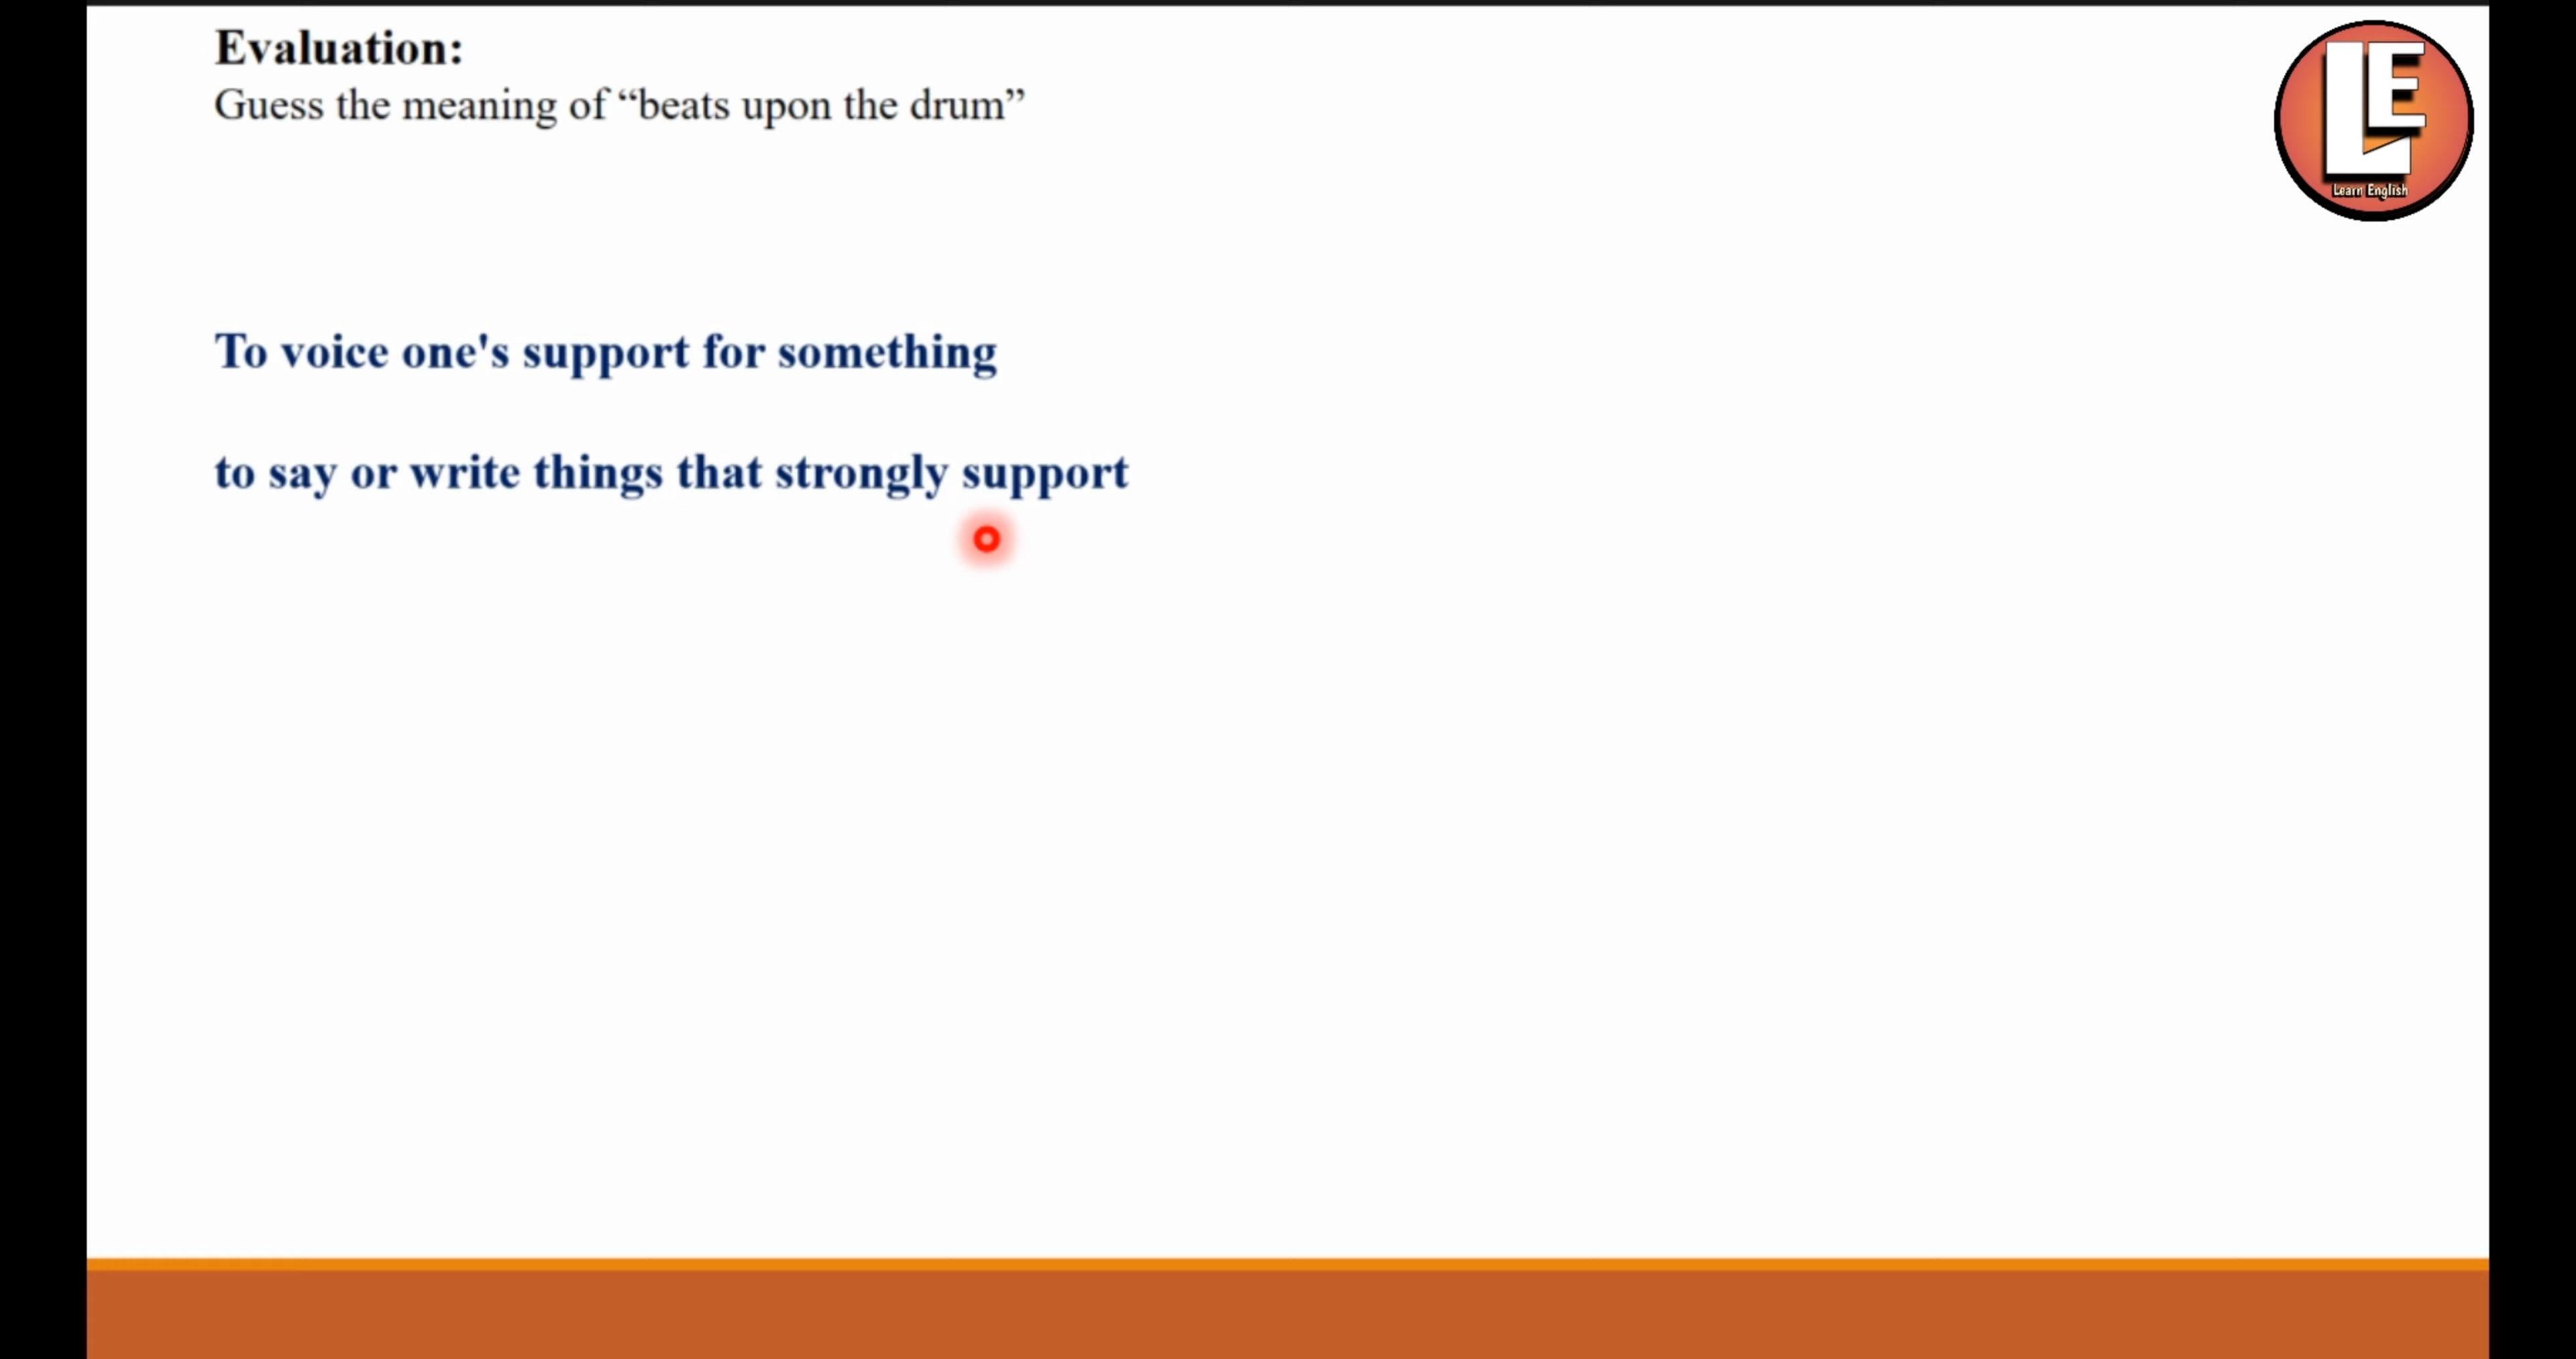 Evaluation:
Guess the meaning of “beats upon the drum”
To voice one's support for something
to say or write things that strongly support
LE
Learn English